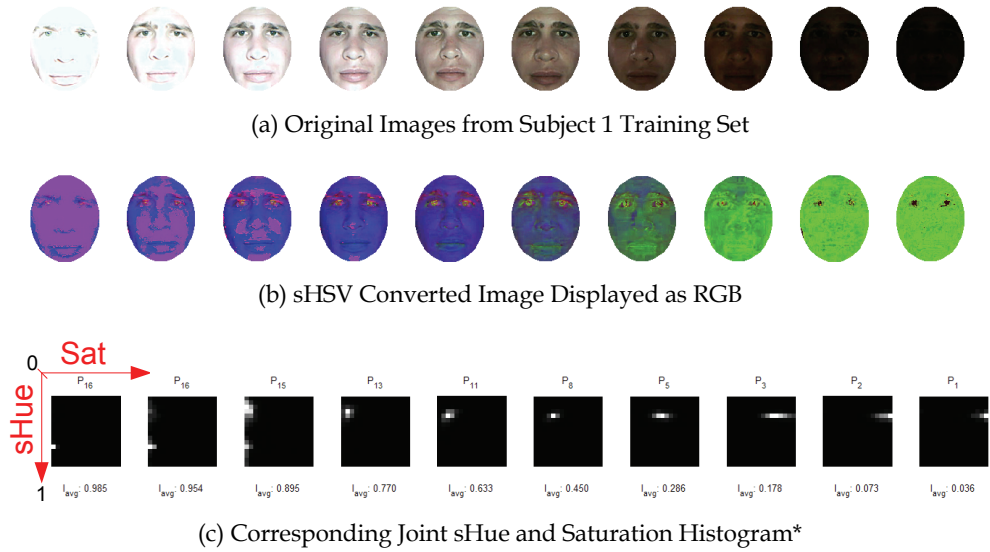 (a) Original Images from Subject 1 Training Set
(b) sHSV Converted Image Displayed as RGB
0
Sat
sHue
1
P16 P16 P15 P13 P11 P8 P5 P3 P2 P1
Iavg: 0.985 Iavg: 0.954 Iavg: 0.895 Iavg: 0.770 Iavg: 0.633 Iavg: 0.450 Iavg: 0.286 Iavg: 0.178 Iavg: 0.073 Iavg: 0.036
(c) Corresponding Joint sHue and Saturation Histogram*